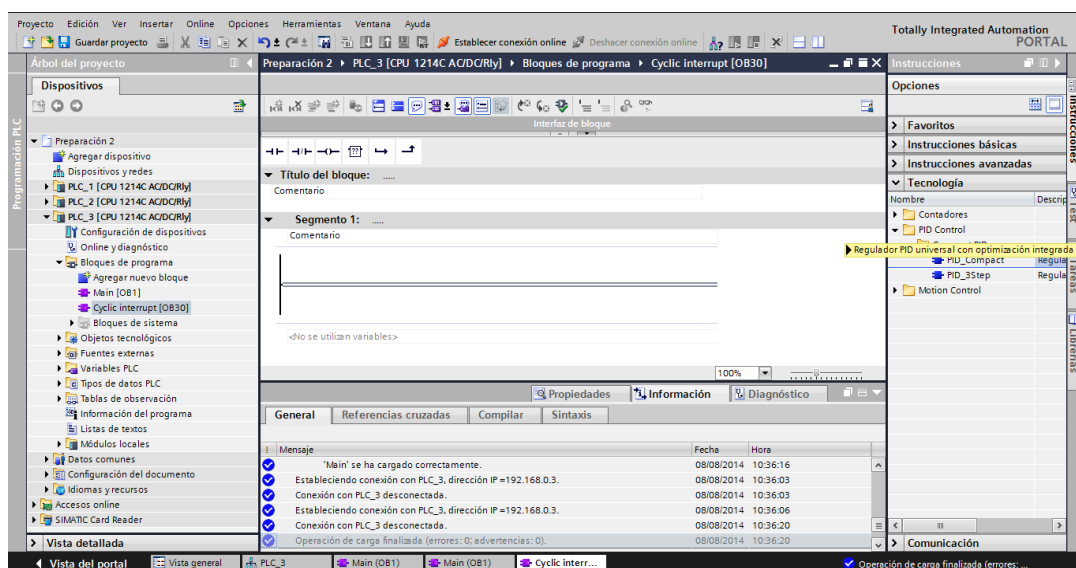 Proyecto Edición Ver Insertar Online Opciones Herramientas Ventana Ayuda
Totally Integrated Automation
PORTAL
Guardar proyecto Establecer conexión online Deshacer conexión online
Árbol del proyecto
Preparación 2 PLC_3 [CPU 1214C AC/DC/Rly] Bloques de programa Cyclic interrupt [OB30]
Instrucciones
Dispositivos
Opciones
Programación PLC
Interfaz de bloque
Preparación 2
Agregar dispositivo
Dispositivos y redes
PLC_1 [CPU 1214C AC/DC/Rly]
PLC_2 [CPU 1214C AC/DC/Rly]
PLC_3 [CPU 1214C AC/DC/Rly]
Configuración de dispositivos
Online y diagnóstico
Bloques de programa
Agregar nuevo bloque
Main [OB1]
Cyclic interrupt [OB30]
Bloques de sistema
Objetos tecnológicos
Fuentes externas
Variables PLC
Tipos de datos PLC
Tablas de observación
Información del programa
Listas de textos
Módulos locales
Datos comunes
Configuración del documento
Idiomas y recursos
Accesos online
SIMATIC Card Reader
Vista detallada
??
Título del bloque: .....
Comentario
Segmento 1: .....
Comentario
<No se utilizan variables>
100%
Propiedades Información Diagnóstico
General Referencias cruzadas Compilar Sintaxis
! Mensaje Fecha Hora
'Main' se ha cargado correctamente. 08/08/2014 10:36:16
Estableciendo conexión con PLC_3, dirección IP =192.168.0.3. 08/08/2014 10:36:03
Conexión con PLC_3 desconectada. 08/08/2014 10:36:03
Estableciendo conexión con PLC_3, dirección IP =192.168.0.3. 08/08/2014 10:36:06
Conexión con PLC_3 desconectada. 08/08/2014 10:36:20
Operación de carga finalizada (errores: 0; advertencias: 0). 08/08/2014 10:36:20
Favoritos
Instrucciones básicas
Instrucciones avanzadas
Tecnología
Nombre Descrip
Contadores
PID Control
Regulador PID universal con optimización integrada
PID_Compact Regula
PID_3Step Regula
Motion Control
Comunicación
Instrucciones
Test
Tareas
Librerías
Vista del portal Vista general PLC_3 Main (OB1) Main (OB1) Cyclic interr...
Operación de carga finalizada (errores: ...